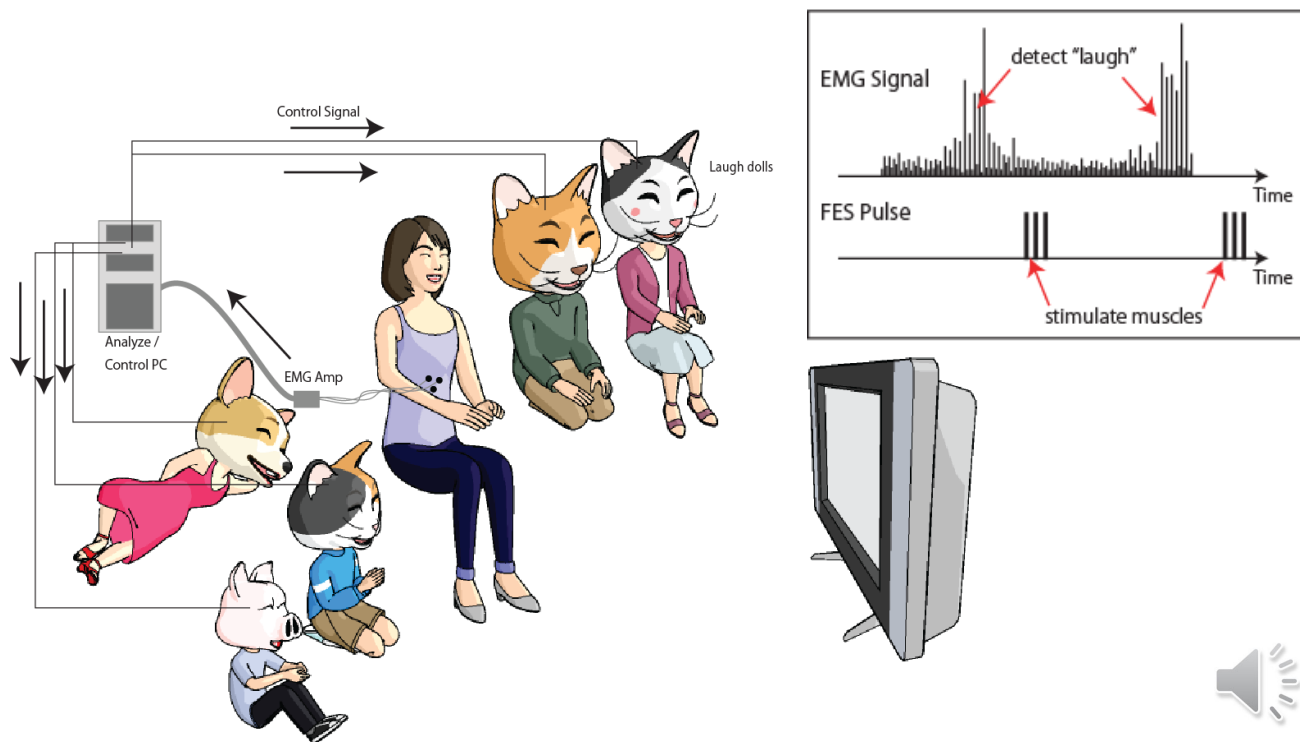 Control Signal
Laugh dolls
Analyze /
Control PC
EMG Amp
detect "laugh"
EMG Signal
Time
FES Pulse
Time
stimulate muscles